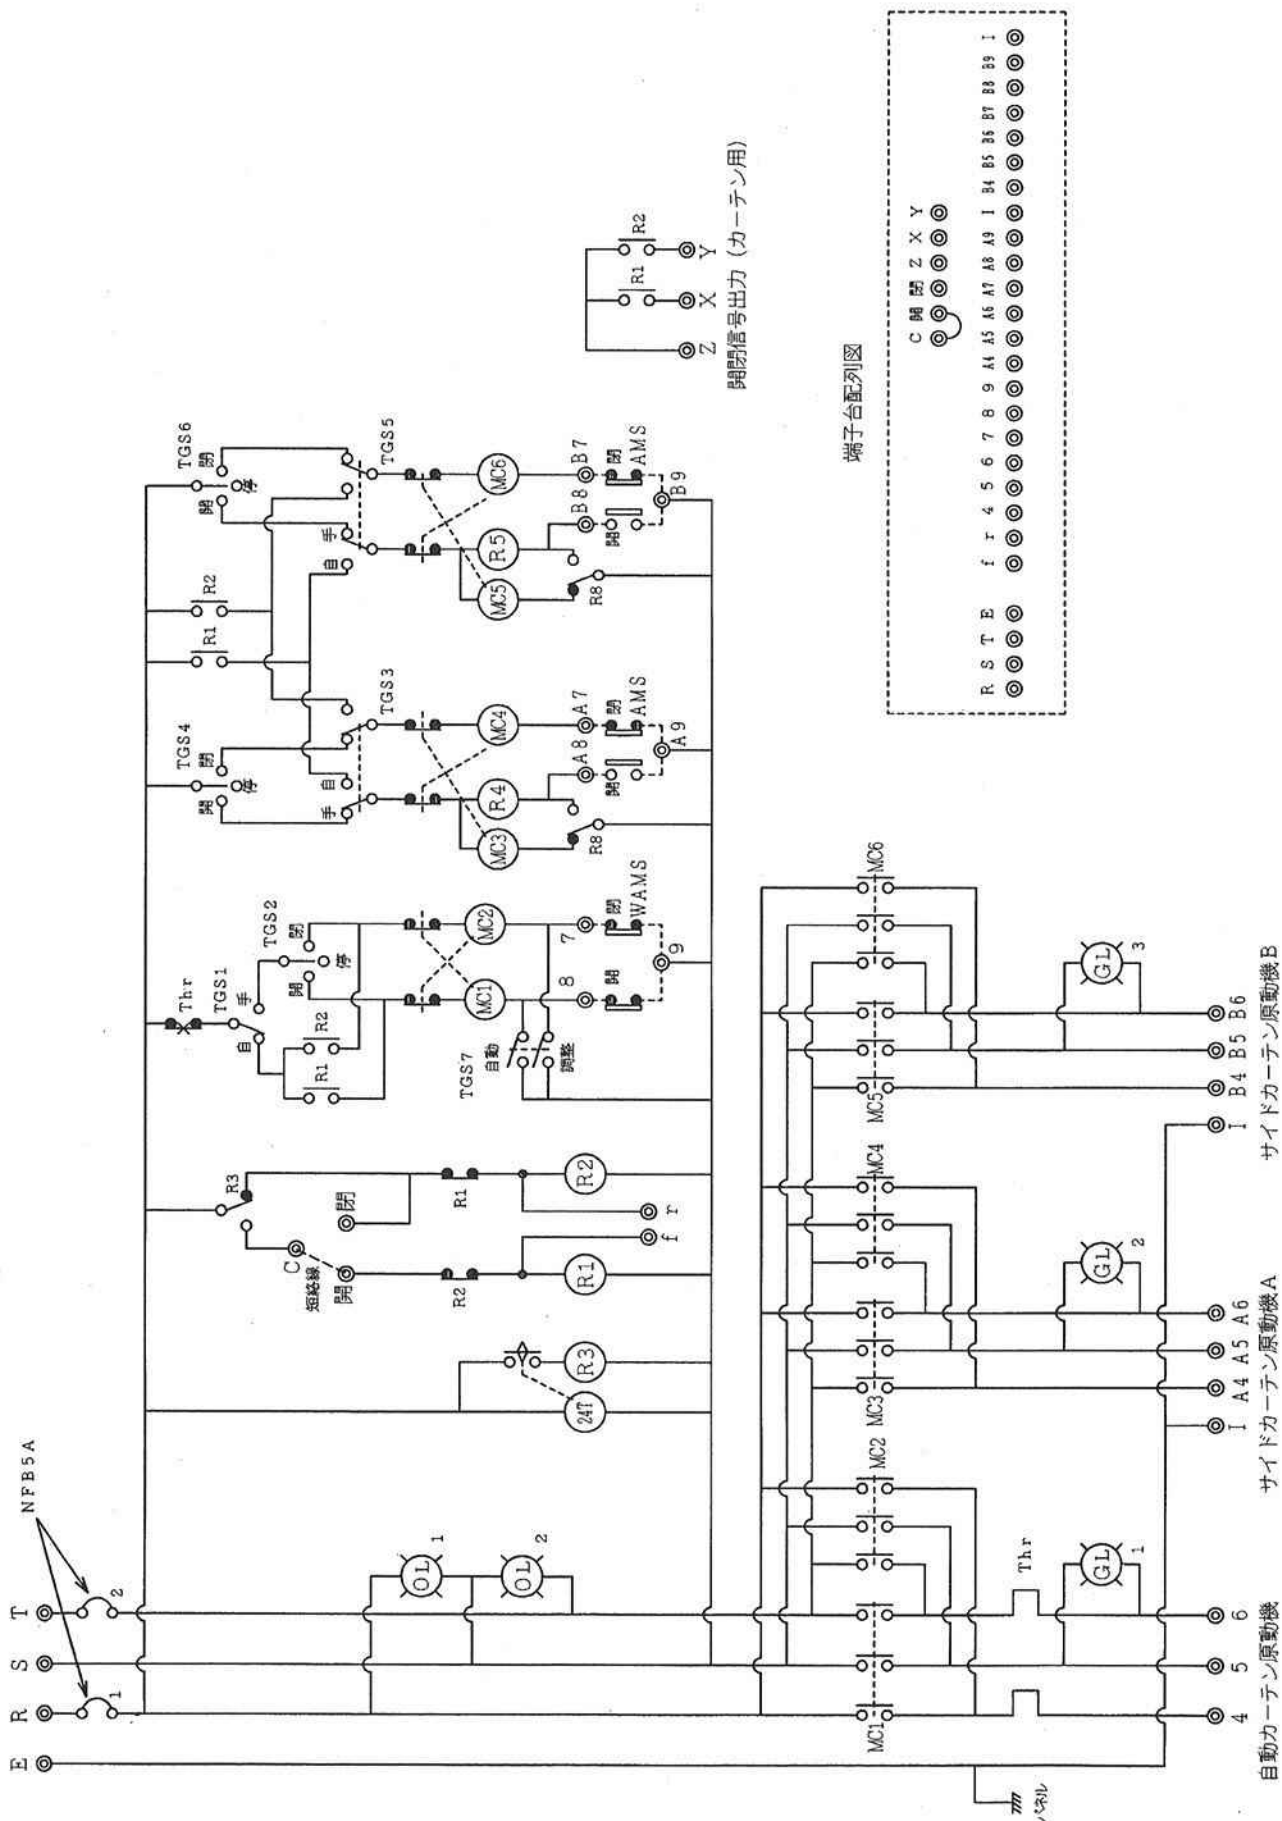 NFB5A
E
R
S
T
1
2
OL
1
OL
2
24T
R3
R3
C
短絡線
開
閉
R2
R1
R1
R2
f
r
Thr
TGS1
自
手
TGS2
開
閉
停
R1
R2
MC1
MC2
TGS7
自動
調整
8
7
開
閉
WAMS
9
TGS4
開
閉
停
手
自
TGS3
MC3
R4
MC4
R8
A8
A7
開
閉
AMS
A9
R1
R2
TGS6
開
閉
停
自
手
TGS5
MC5
R5
MC6
R8
B8
B7
開
閉
AMS
B9
R1
R2
Z
X
Y
開閉信号出力(カーテン用)
MC1
MC2
MC3
MC4
MC5
MC6
Thr
GL
1
GL
2
GL
3
パネル
4
5
6
I
A4
A5
A6
I
B4
B5
B6
自動カーテン原動機
サイドカーテン原動機A
サイドカーテン原動機B
端子台配列図
C 開 閉 Z X Y
R S T E f r 4 5 6 7 8 9 A4 A5 A6 A7 A8 A9 I B4 B5 B6 B7 B8 B9 I